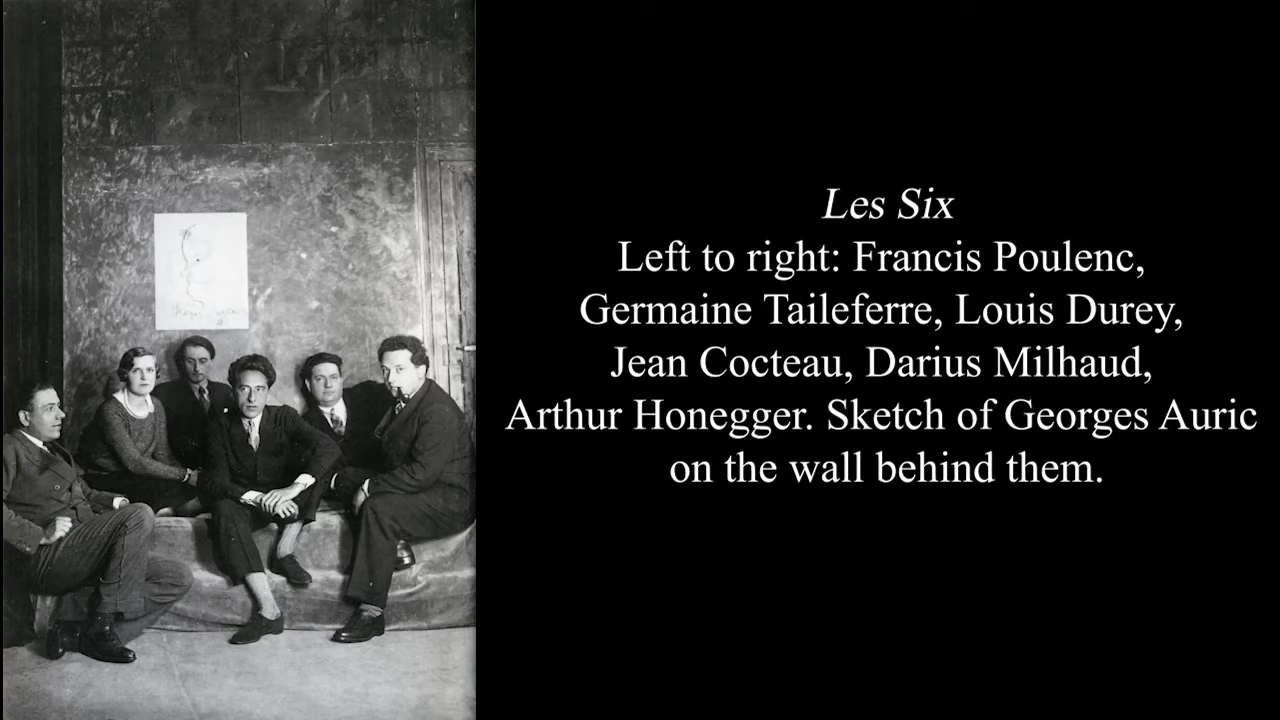 Les Six
Left to right: Francis Poulenc,
Germaine Taileferre, Louis Durey,
Jean Cocteau, Darius Milhaud,
Arthur Honegger. Sketch of Georges Auric
on the wall behind them.